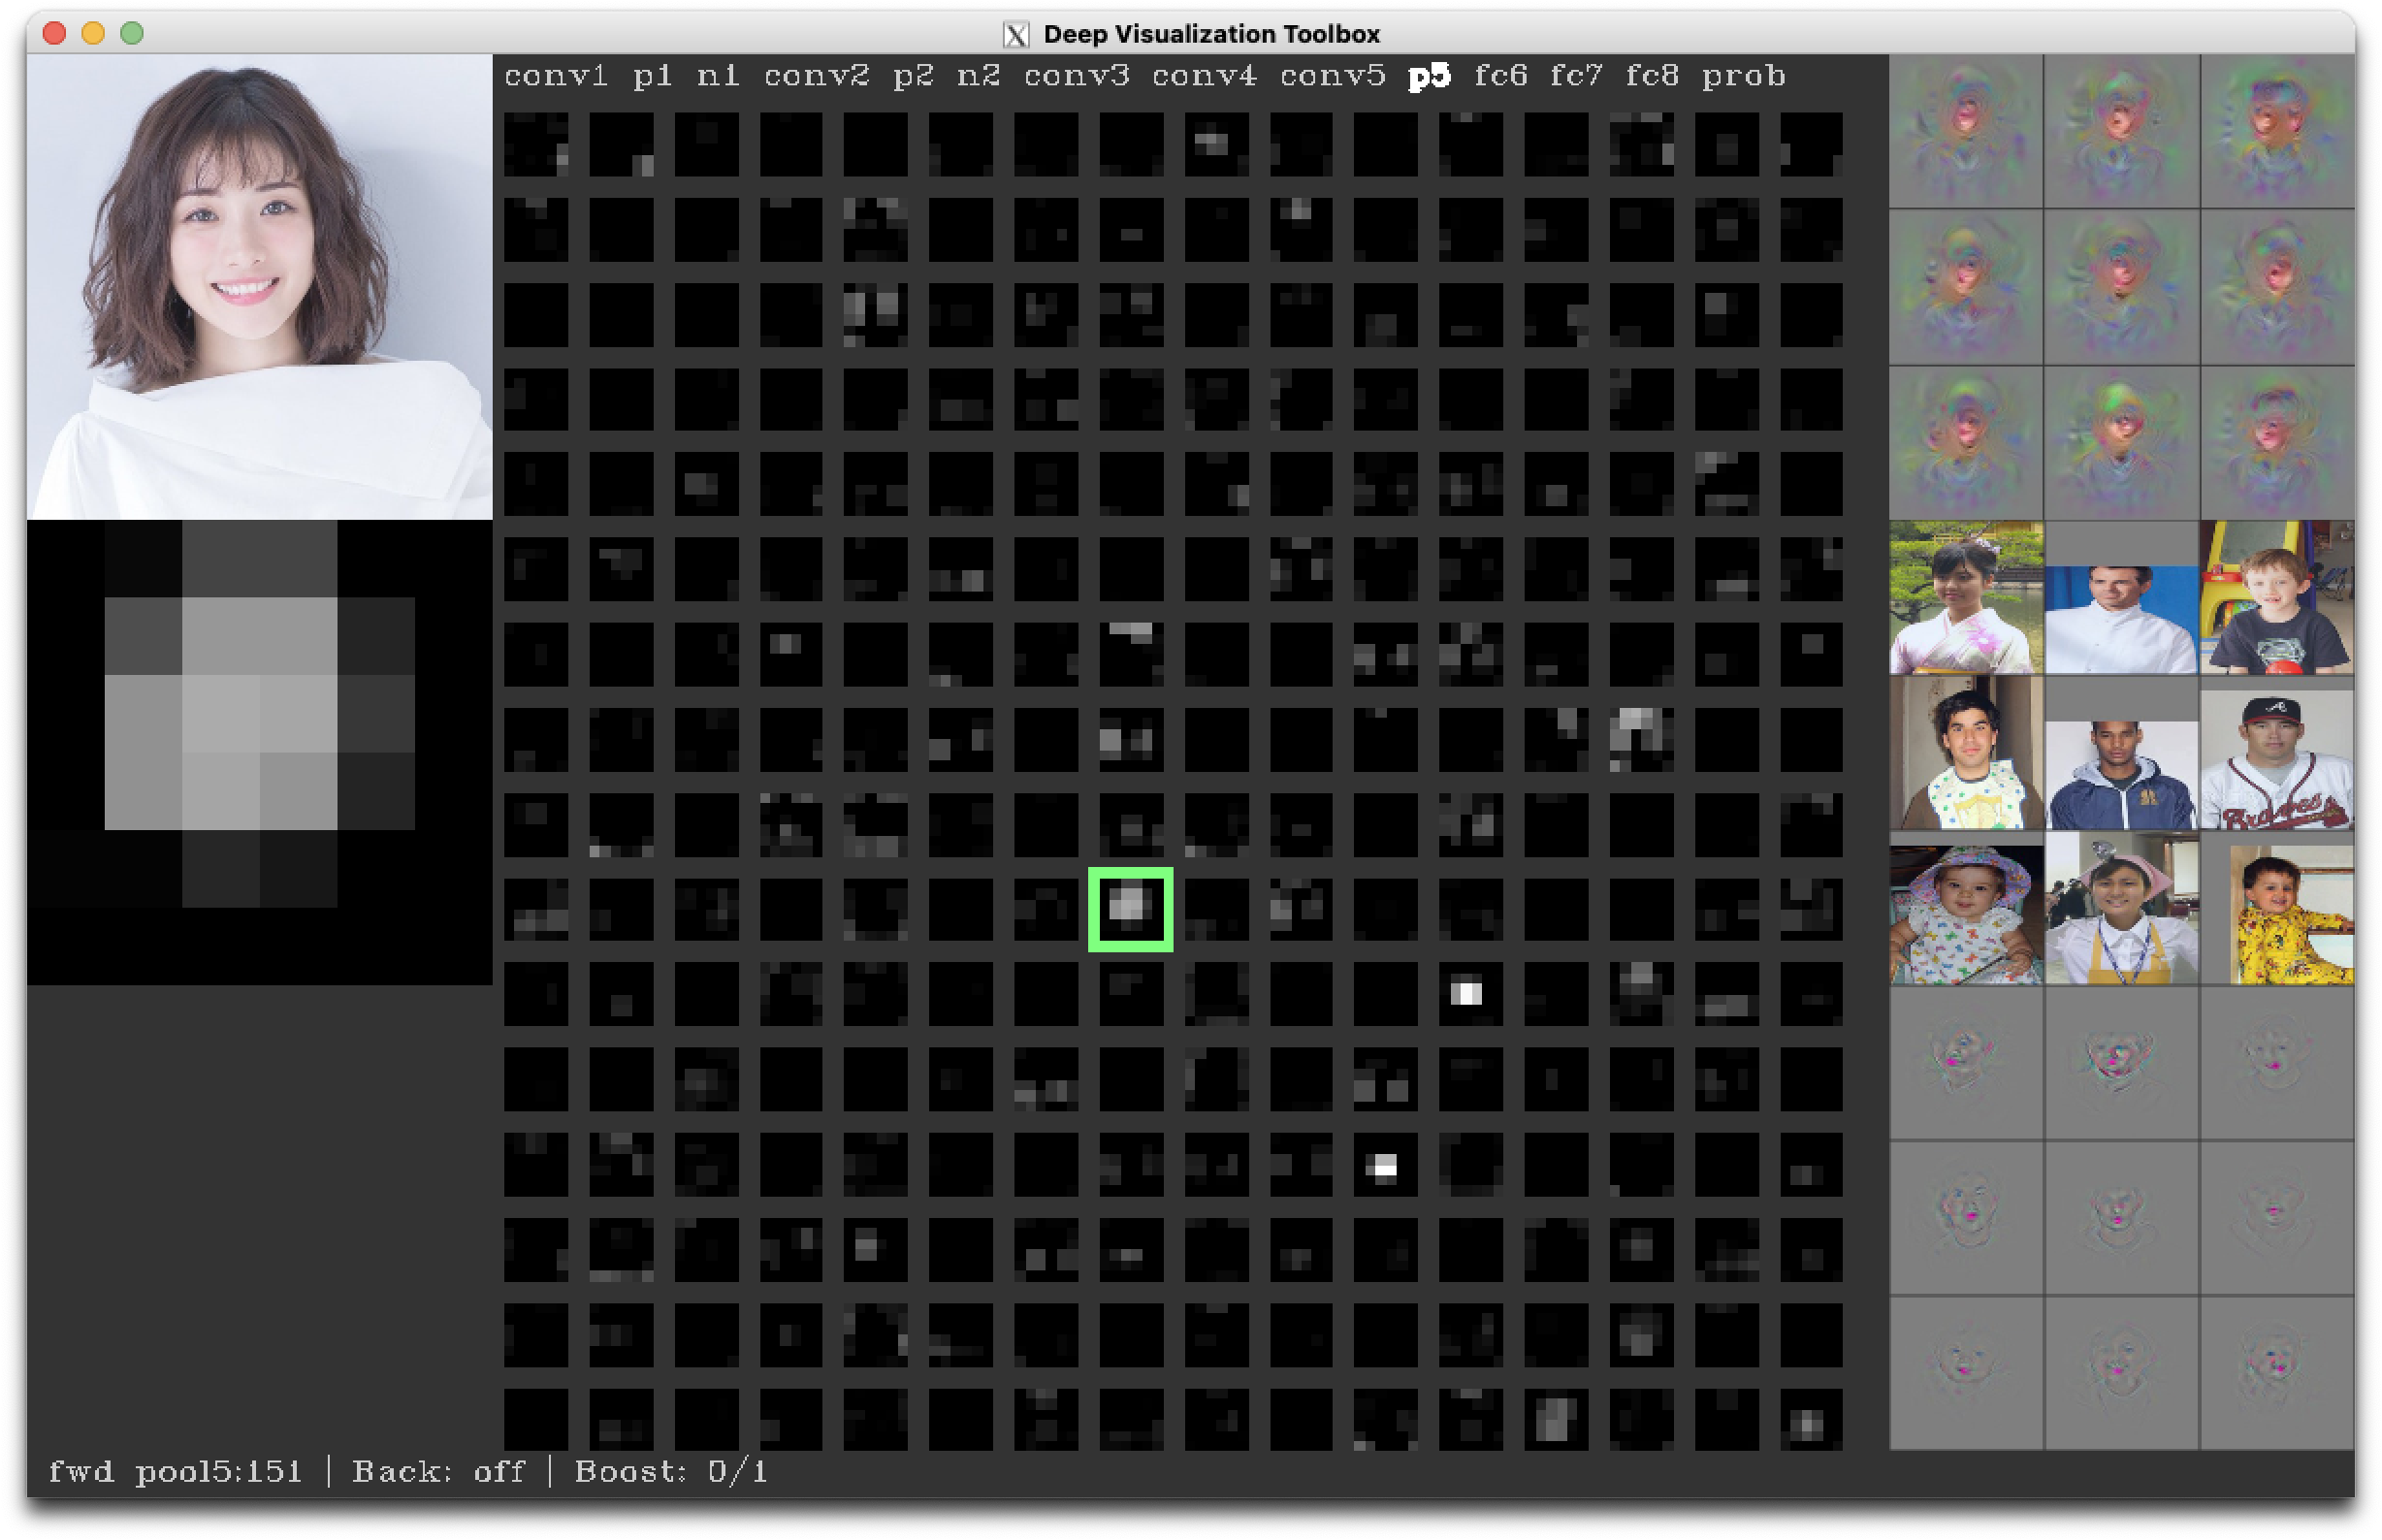 Deep Visualization Toolbox
conv1 p1 n1 conv2 p2 n2 conv3 conv4 conv5 p5 fc6 fc7 fc8 prob
A
Braves
fwd pool5:151 | Back: off | Boost: 0/1